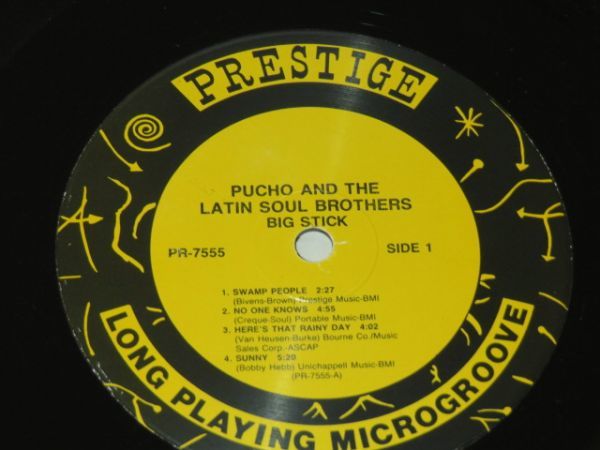 PRESTIGE
PUCHO AND THE
LATIN SOUL BROTHERS
BIG STICK
PR-7555
SIDE 1
1. SWAMP PEOPLE 2:27
(Bivens-Brown) Prestige Music-BMI
2. NO ONE KNOWS 4:55
(Creque-Soul) Portable Music-BMI
3. HERE'S THAT RAINY DAY 4:02
(Van Heusen-Burke) Bourne Co./Music
Sales Corp.-ASCAP
4. SUNNY 5:20
(Bobby Hebb) Unichappell Music-BMI
(PR-7555-A)
LONG PLAYING MICROGROOVE